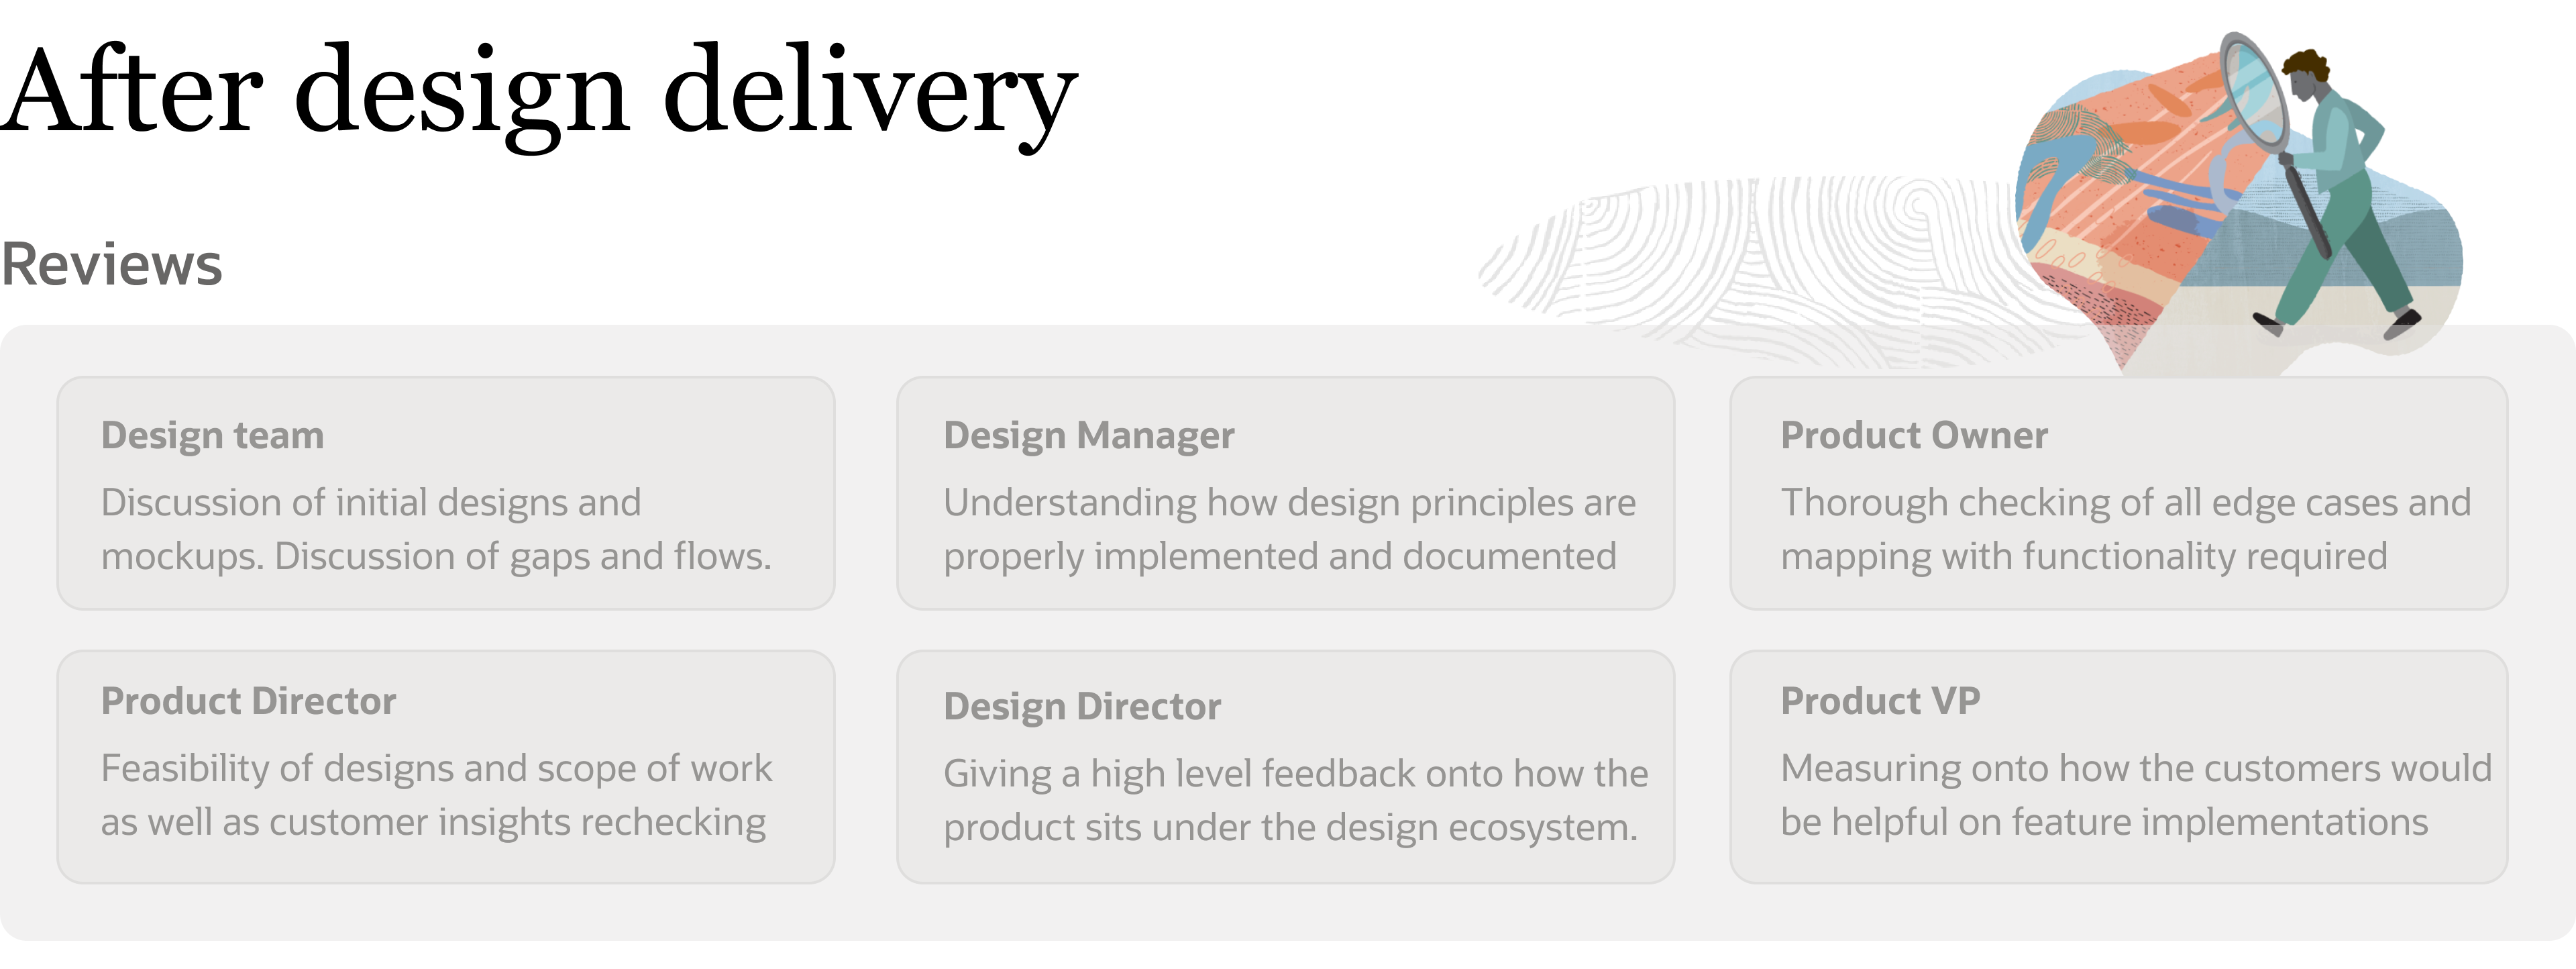 After design delivery
Reviews
Design team
Discussion of initial designs and
mockups. Discussion of gaps and flows.
Design Manager
Understanding how design principles are
properly implemented and documented
Product Owner
Thorough checking of all edge cases and
mapping with functionality required
Product Director
Feasibility of designs and scope of work
as well as customer insights rechecking
Design Director
Giving a high level feedback onto how the
product sits under the design ecosystem.
Product VP
Measuring onto how the customers would
be helpful on feature implementations